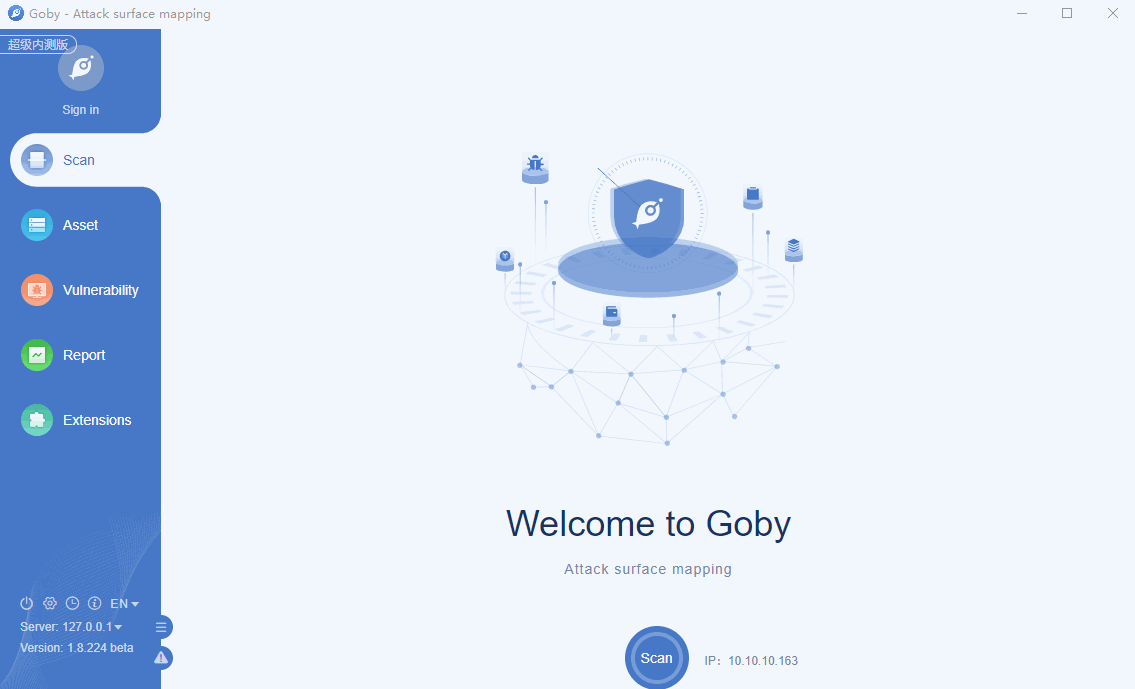 Goby - Attack surface mapping
超级内测版
Sign in
Scan
Asset
Vulnerability
Report
Extensions
EN
Server: 127.0.0.1
Version: 1.8.224 beta
Welcome to Goby
Attack surface mapping
Scan
IP：10.10.10.163